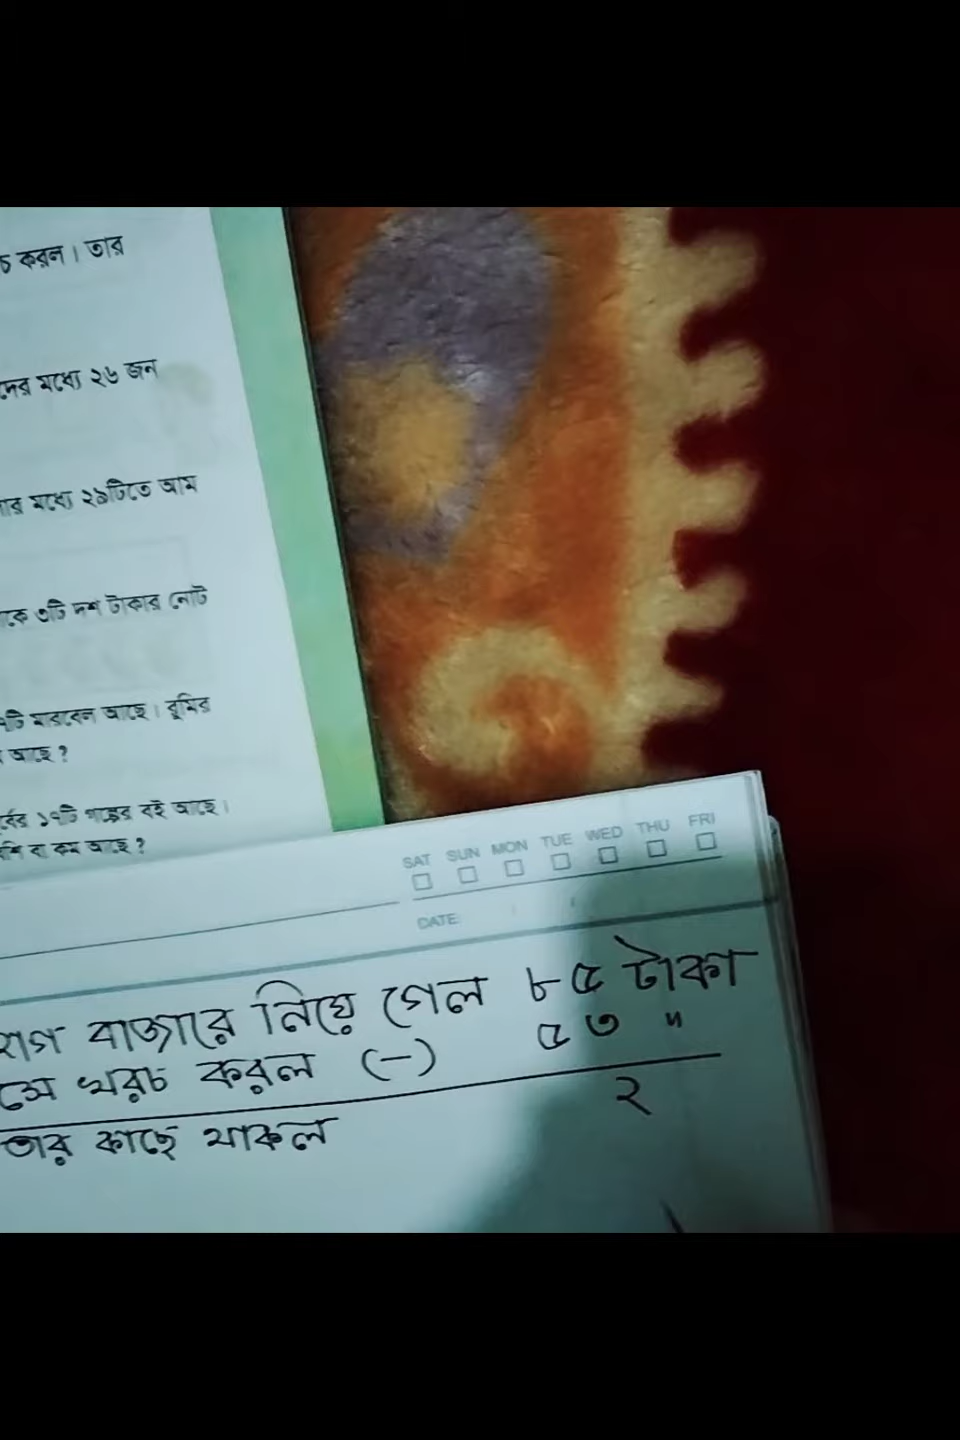 করল। তার
মধ্যে ২৬ জন
মধ্যে ২৯টিতে আম
৩টি দশ টাকার নোট
মারবেল আছে। রুমির
আছে?
১৭টি গল্পের বই আছে।
বা কম আছে?
SAT SUN MON TUE WED THU FRI
DATE
বাজারে নিয়ে গেল ৮৫ টাকা
সে খরচ করল (-) ৫৩ "
তার কাছে থাকল ২